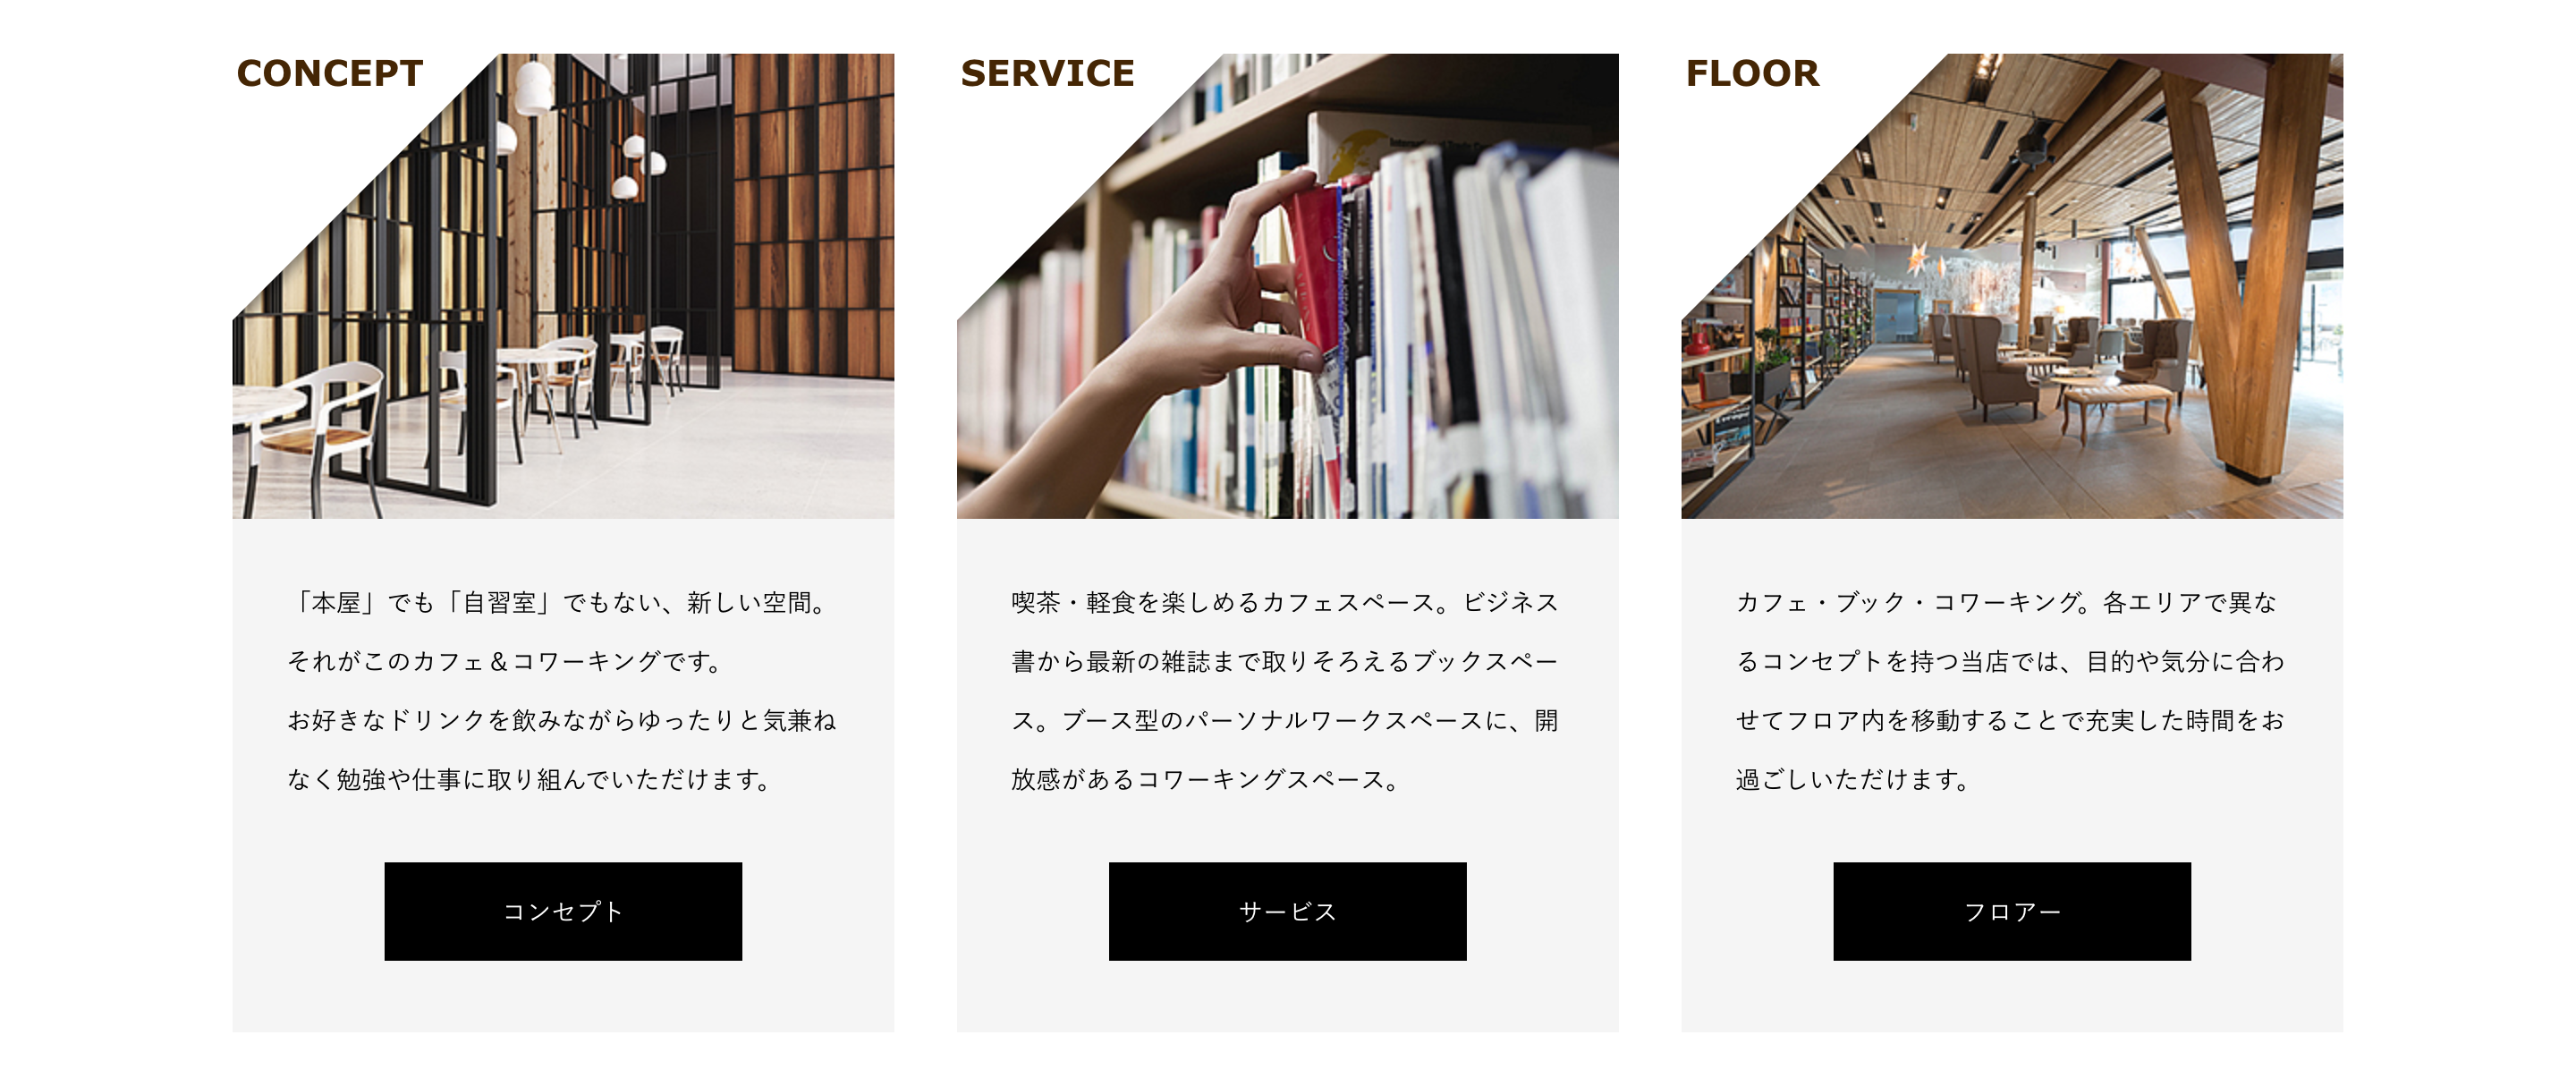 CONCEPT
「本屋」でも「自習室」でもない、新しい空間。
それがこのカフェ＆コワーキングです。
お好きなドリンクを飲みながらゆったりと気兼ね
なく勉強や仕事に取り組んでいただけます。
コンセプト
SERVICE
喫茶・軽食を楽しめるカフェスペース。ビジネス
書から最新の雑誌まで取りそろえるブックスペー
ス。ブース型のパーソナルワークスペースに、開
放感があるコワーキングスペース。
サービス
FLOOR
カフェ・ブック・コワーキング。各エリアで異な
るコンセプトを持つ当店では、目的や気分に合わ
せてフロア内を移動することで充実した時間をお
過ごしいただけます。
フロアー